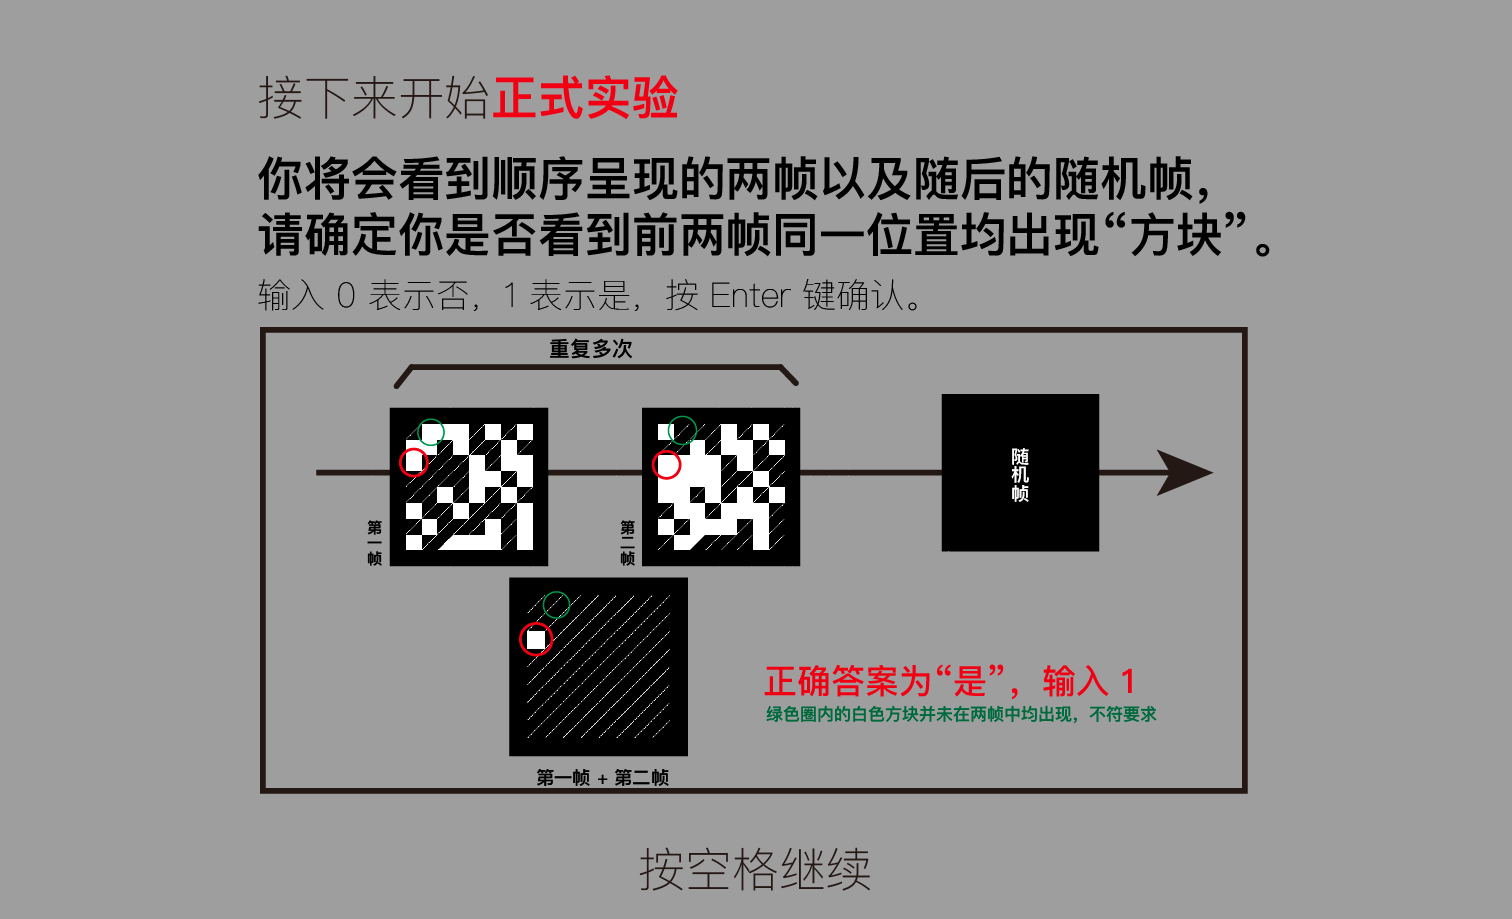 接下来开始正式实验
你将会看到顺序呈现的两帧以及随后的随机帧，
请确定你是否看到前两帧同一位置均出现“方块”。
输入 0 表示否，1 表示是，按 Enter 键确认。
重复多次
第一帧
第二帧
随机帧
正确答案为“是”，输入 1
绿色圈内的白色方块并未在两帧中均出现，不符要求
第一帧 + 第二帧
按空格继续